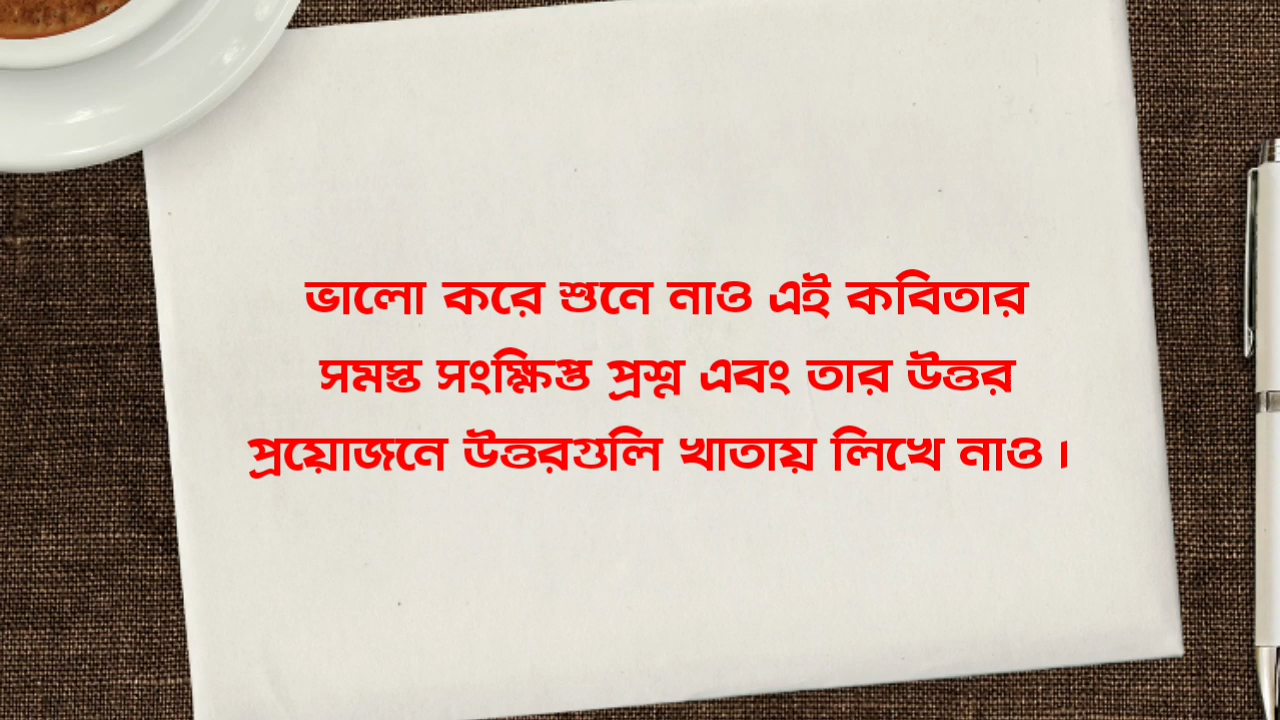 ভালো করে শুনে নাও এই কবিতার
সমস্ত সংক্ষিপ্ত প্রশ্ন এবং তার উত্তর
প্রয়োজনে উত্তরগুলি খাতায় লিখে নাও।